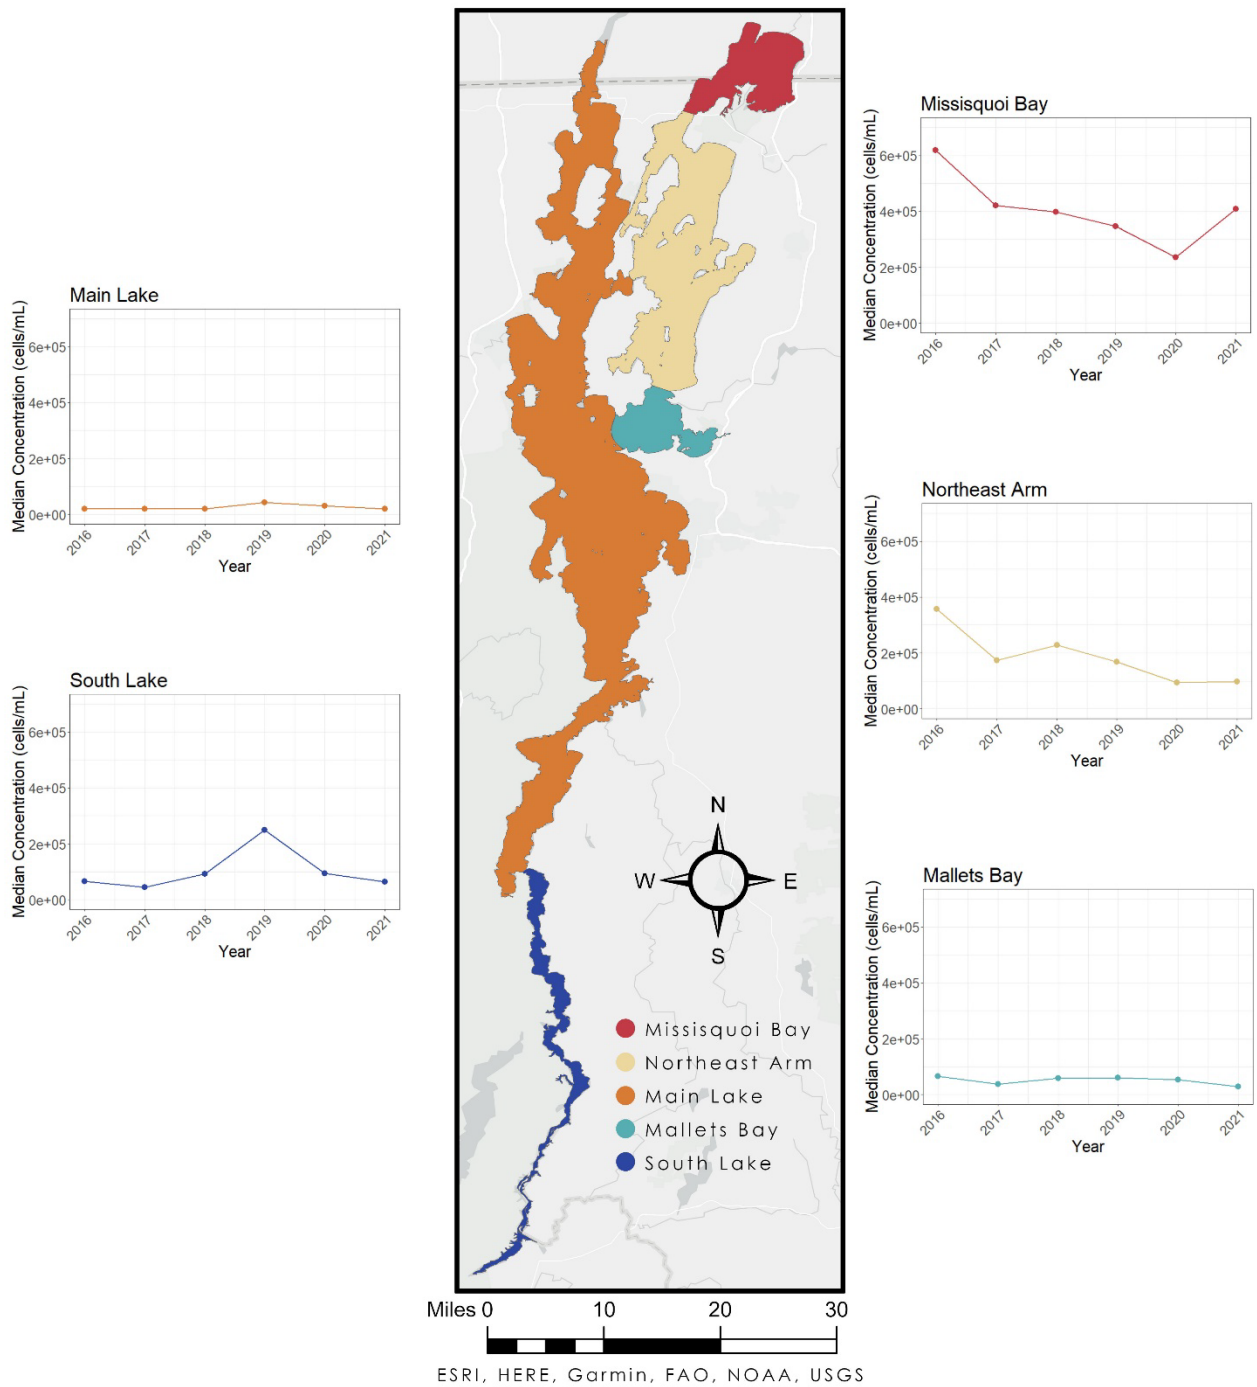 Main Lake
Median Concentration (cells/mL)
6e+05
4e+05
2e+05
0e+00
2016
2017
2018
2019
2020
2021
Year
South Lake
Median Concentration (cells/mL)
6e+05
4e+05
2e+05
0e+00
2016
2017
2018
2019
2020
2021
Year
N
W
E
S
Missisquoi Bay
Northeast Arm
Main Lake
Mallets Bay
South Lake
Miles 0 10 20 30
ESRI, HERE, Garmin, FAO, NOAA, USGS
Missisquoi Bay
Median Concentration (cells/mL)
6e+05
4e+05
2e+05
0e+00
2016
2017
2018
2019
2020
2021
Year
Northeast Arm
Median Concentration (cells/mL)
6e+05
4e+05
2e+05
0e+00
2016
2017
2018
2019
2020
2021
Year
Mallets Bay
Median Concentration (cells/mL)
6e+05
4e+05
2e+05
0e+00
2016
2017
2018
2019
2020
2021
Year